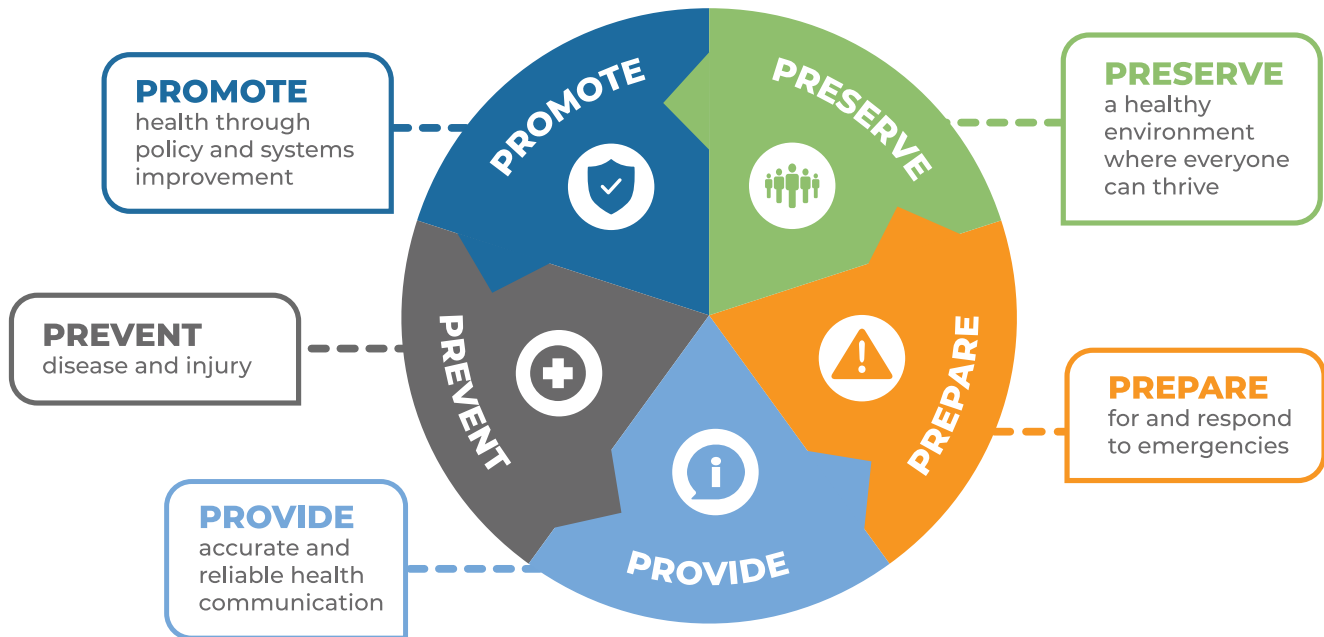 PROMOTE
health through
policy and systems
improvement
PRESERVE
a healthy
environment
where everyone
can thrive
PREVENT
disease and injury
PREPARE
for and respond
to emergencies
PROVIDE
accurate and
reliable health
communication
PROMOTE
PRESERVE
PREPARE
PROVIDE
PREVENT
i
!